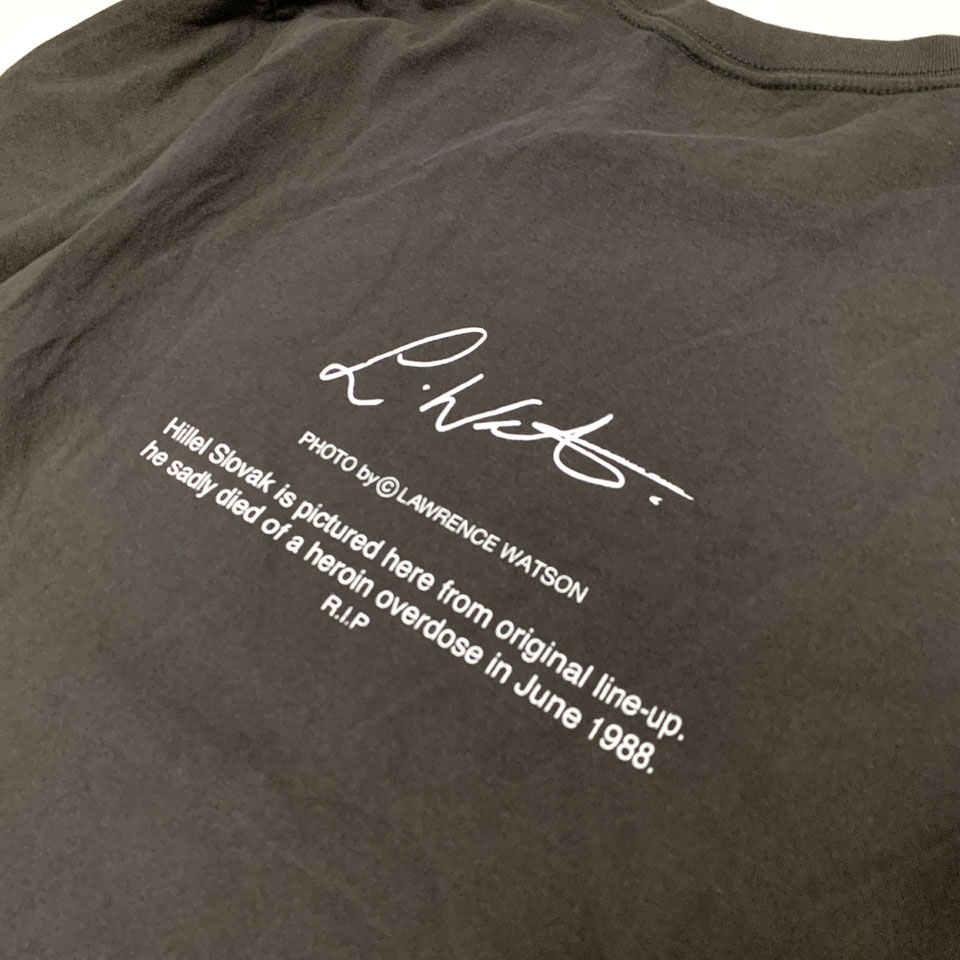 L. Wats.
PHOTO by © LAWRENCE WATSON
Hillel Slovak is pictured here from original line-up.
he sadly died of a heroin overdose in June 1988.
R.I.P